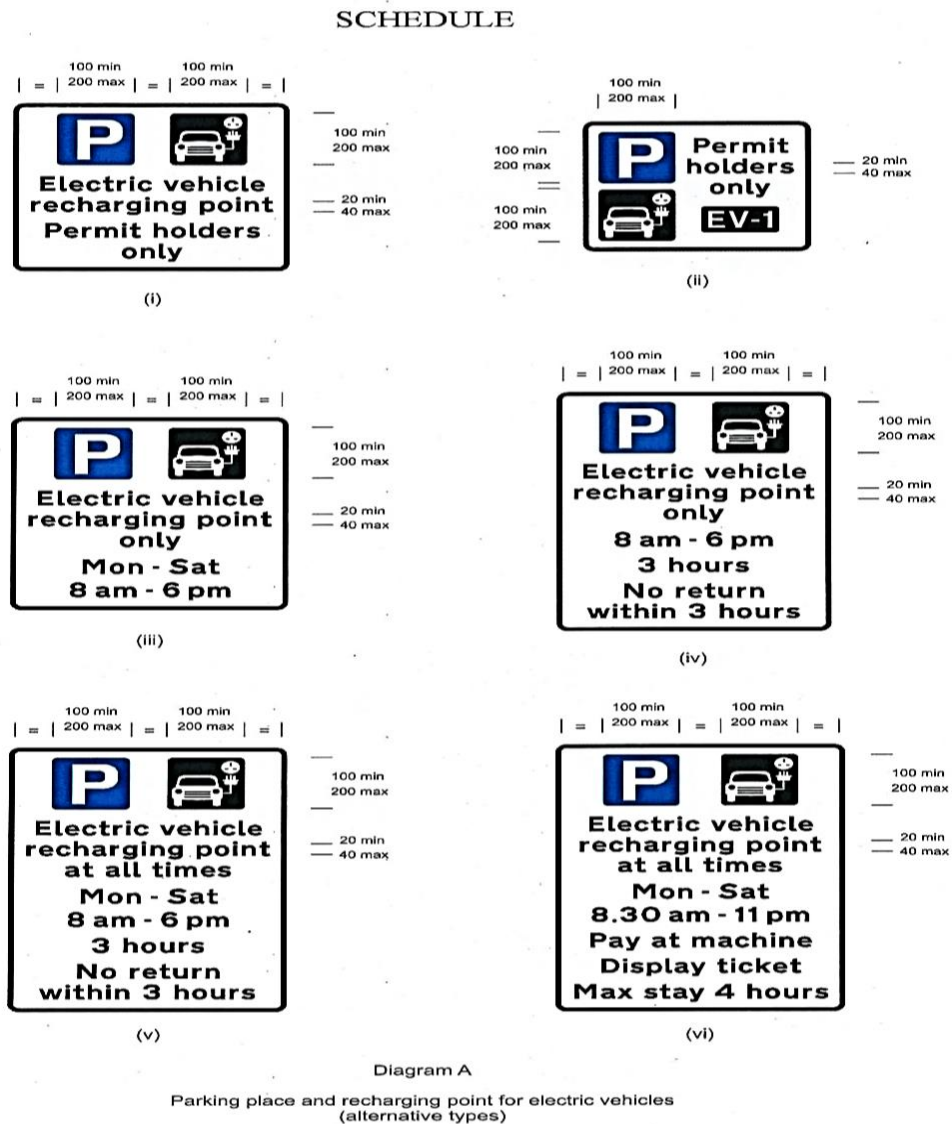 SCHEDULE
100 min 100 min
| = | 200 max | = | 200 max | = |
P
Electric vehicle
recharging point
Permit holders
only
100 min
200 max
20 min
40 max
(i)
100 min
| 200 max |
100 min
200 max
100 min
200 max
P
Permit
holders
only
EV-1
20 min
40 max
(ii)
100 min 100 min
| = | 200 max | = | 200 max | = |
P
Electric vehicle
recharging point
only
Mon - Sat
8 am - 6 pm
100 min
200 max
20 min
40 max
(iii)
100 min 100 min
| = | 200 max | = | 200 max | = |
P
Electric vehicle
recharging point
only
8 am - 6 pm
3 hours
No return
within 3 hours
100 min
200 max
20 min
40 max
(iv)
100 min 100 min
| = | 200 max | = | 200 max | = |
P
Electric vehicle
recharging point
at all times
Mon - Sat
8 am - 6 pm
3 hours
No return
within 3 hours
100 min
200 max
20 min
40 max
(v)
100 min 100 min
| = | 200 max | = | 200 max | = |
P
Electric vehicle
recharging point
at all times
Mon - Sat
8.30 am - 11 pm
Pay at machine
Display ticket
Max stay 4 hours
100 min
200 max
20 min
40 max
(vi)
Diagram A
Parking place and recharging point for electric vehicles
(alternative types)